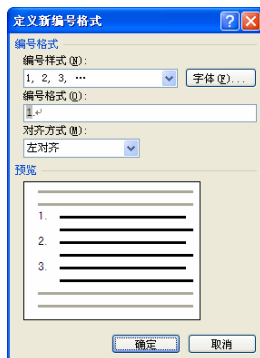 定义新编号格式
编号格式
编号样式(N):
1, 2, 3, …
字体(F)...
编号格式(O):
1.↵
对齐方式(M):
左对齐
预览
1.
2.
3.
确定
取消